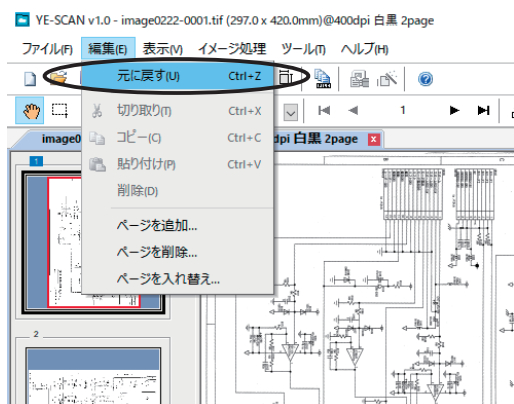 YE-SCAN v1.0 - image0222-0001.tif (297.0 x 420.0mm)@400dpi 白黒 2page
ファイル(F) 編集(E) 表示(V) イメージ処理 ツール(T) ヘルプ(H)
元に戻す(U) Ctrl+Z
切り取り(T) Ctrl+X
1
コピー(C) Ctrl+C
image0
dpi 白黒 2page
貼り付け(P) Ctrl+V
1
削除(D)
ページを追加...
ページを削除...
ページを入れ替え...
2